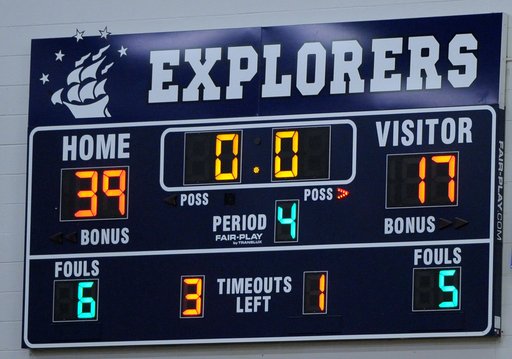 EXPLORERS
HOME
39
0.0
VISITOR
17
POSS
POSS
PERIOD
4
FAIR-PLAY
by TRANS-LUX
BONUS
BONUS
FOULS
6
3
TIMEOUTS
LEFT
1
FOULS
5
FAIR-PLAY.COM